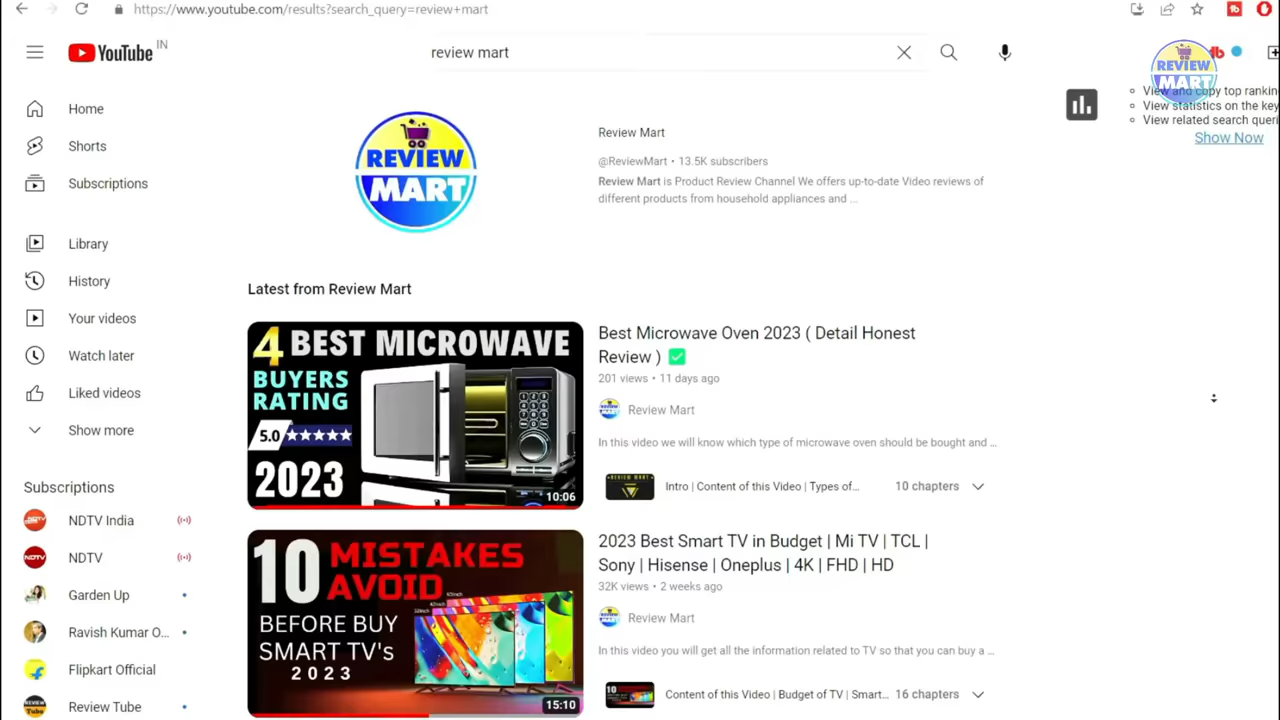 https://www.youtube.com/results?search_query=review+mart
YouTube IN
review mart
REVIEW
MART
View and copy top rankin
View statistics on the key
View related search queri
Show Now
Home
Shorts
Subscriptions
Library
History
Your videos
Watch later
Liked videos
Show more
Subscriptions
NDTV India
NDTV
Garden Up
Ravish Kumar O...
Flipkart Official
Review Tube
REVIEW
MART
Review Mart
@ReviewMart • 13.5K subscribers
Review Mart is Product Review Channel We offers up-to-date Video reviews of
different products from household appliances and ...
Latest from Review Mart
4 BEST MICROWAVE
BUYERS
RATING
5.0
2023
10:06
Best Microwave Oven 2023 ( Detail Honest
Review )
201 views • 11 days ago
Review Mart
In this video we will know which type of microwave oven should be bought and ...
REVIEW MART
Intro | Content of this Video | Types of...
10 chapters
10 MISTAKES
AVOID
BEFORE BUY
SMART TV's
2023
15:10
2023 Best Smart TV in Budget | Mi TV | TCL |
Sony | Hisense | Oneplus | 4K | FHD | HD
32K views • 2 weeks ago
Review Mart
In this video you will get all the information related to TV so that you can buy a ...
Content of this Video | Budget of TV | Smart...
16 chapters